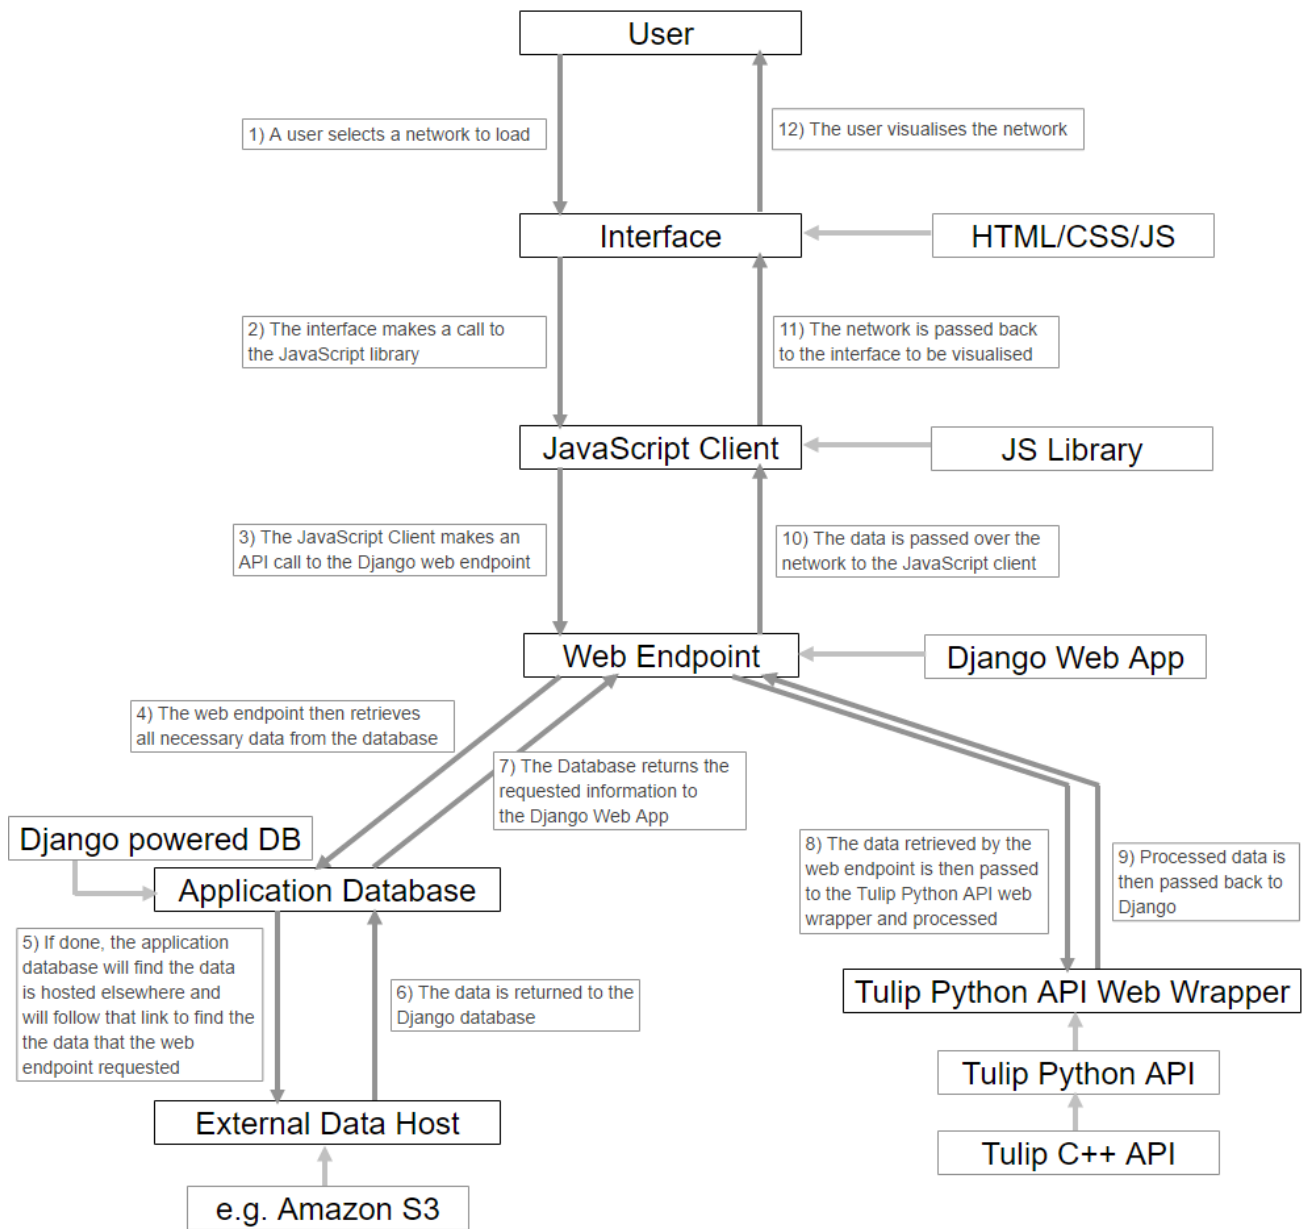 User
1) A user selects a network to load
12) The user visualises the network
Interface
HTML/CSS/JS
2) The interface makes a call to
the JavaScript library
11) The network is passed back
to the interface to be visualised
JavaScript Client
JS Library
3) The JavaScript Client makes an
API call to the Django web endpoint
10) The data is passed over the
network to the JavaScript client
Web Endpoint
Django Web App
4) The web endpoint then retrieves
all necessary data from the database
7) The Database returns the
requested information to
the Django Web App
Django powered DB
Application Database
8) The data retrieved by the
web endpoint is then passed
to the Tulip Python API web
wrapper and processed
9) Processed data is
then passed back to
Django
5) If done, the application
database will find the data
is hosted elsewhere and
will follow that link to find the
the data that the web
endpoint requested
6) The data is returned to the
Django database
Tulip Python API Web Wrapper
Tulip Python API
External Data Host
Tulip C++ API
e.g. Amazon S3